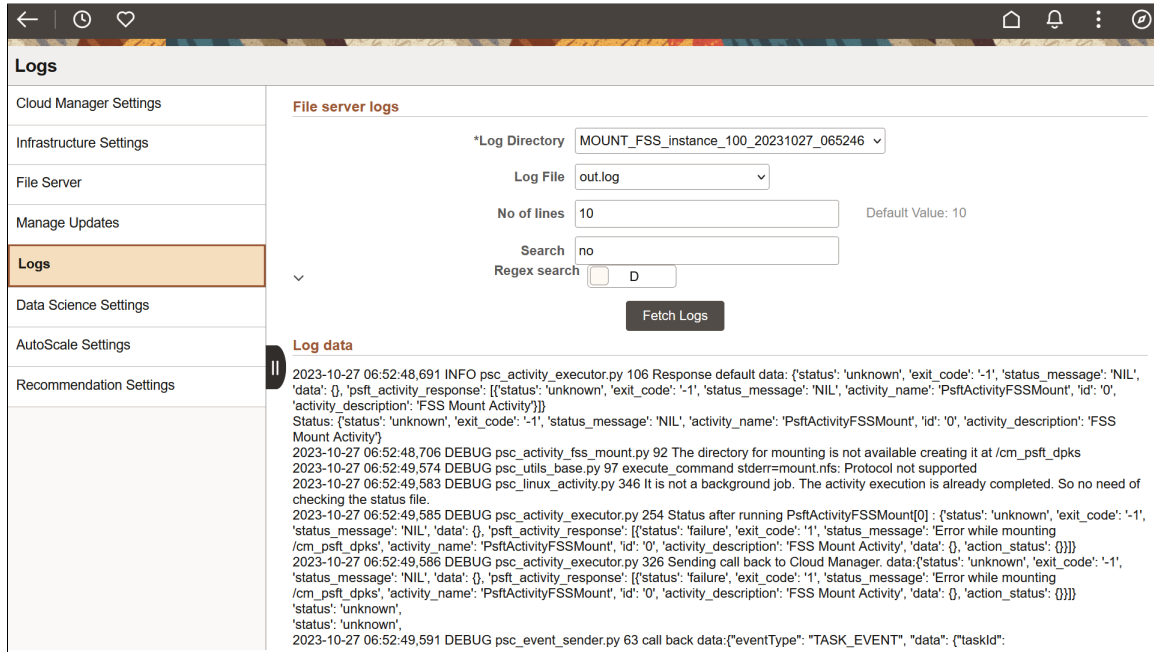 Logs
Cloud Manager Settings
Infrastructure Settings
File Server
Manage Updates
Logs
Data Science Settings
AutoScale Settings
Recommendation Settings
File server logs
*Log Directory MOUNT_FSS_instance_100_20231027_065246
Log File out.log
No of lines 10 Default Value: 10
Search no
Regex search D
Fetch Logs
Log data
2023-10-27 06:52:48,691 INFO psc_activity_executor.py 106 Response default data: {'status': 'unknown', 'exit_code': '-1', 'status_message': 'NIL',
'data': {}, 'psft_activity_response': [{'status': 'unknown', 'exit_code': '-1', 'status_message': 'NIL', 'activity_name': 'PsftActivityFSSMount', 'id': '0',
'activity_description': 'FSS Mount Activity'}]}
Status: {'status': 'unknown', 'exit_code': '-1', 'status_message': 'NIL', 'activity_name': 'PsftActivityFSSMount', 'id': '0', 'activity_description': 'FSS
Mount Activity'}
2023-10-27 06:52:48,706 DEBUG psc_activity_fss_mount.py 92 The directory for mounting is not available creating it at /cm_psft_dpks
2023-10-27 06:52:49,574 DEBUG psc_utils_base.py 97 execute_command stderr=mount.nfs: Protocol not supported
2023-10-27 06:52:49,583 DEBUG psc_linux_activity.py 346 It is not a background job. The activity execution is already completed. So no need of
checking the status file.
2023-10-27 06:52:49,585 DEBUG psc_activity_executor.py 254 Status after running PsftActivityFSSMount[0] : {'status': 'unknown', 'exit_code': '-1',
'status_message': 'NIL', 'data': {}, 'psft_activity_response': [{'status': 'failure', 'exit_code': '1', 'status_message': 'Error while mounting
/cm_psft_dpks', 'activity_name': 'PsftActivityFSSMount', 'id': '0', 'activity_description': 'FSS Mount Activity', 'data': {}, 'action_status': {}}]}
2023-10-27 06:52:49,586 DEBUG psc_activity_executor.py 326 Sending call back to Cloud Manager. data:{'status': 'unknown', 'exit_code': '-1',
'status_message': 'NIL', 'data': {}, 'psft_activity_response': [{'status': 'failure', 'exit_code': '1', 'status_message': 'Error while mounting
/cm_psft_dpks', 'activity_name': 'PsftActivityFSSMount', 'id': '0', 'activity_description': 'FSS Mount Activity', 'data': {}, 'action_status': {}}]}
'status': 'unknown',
'status': 'unknown',
2023-10-27 06:52:49,591 DEBUG psc_event_sender.py 63 call back data:{"eventType": "TASK_EVENT", "data": {"taskId":